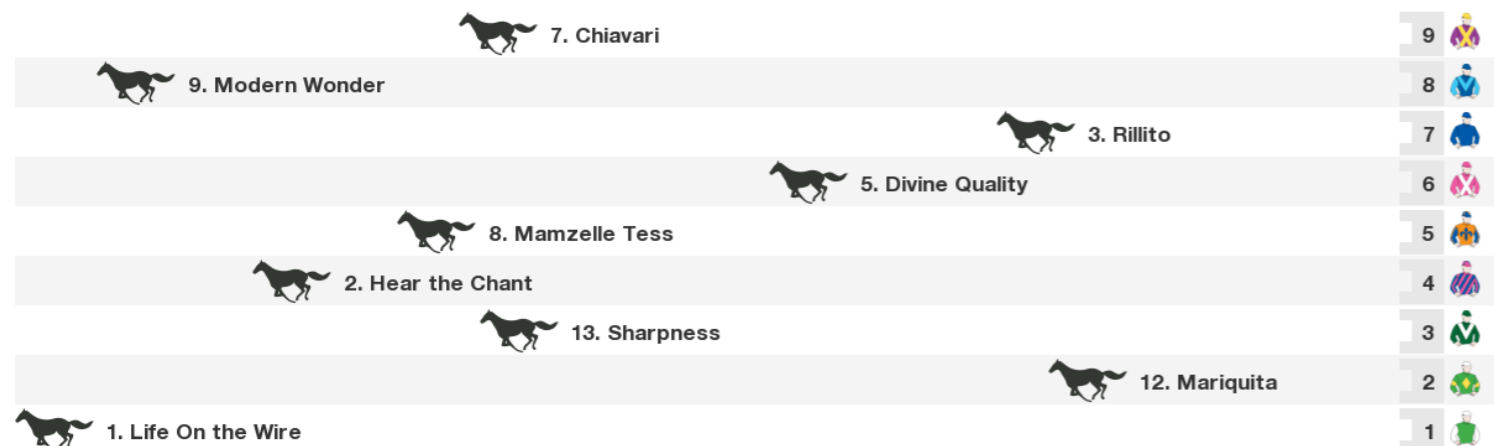 7. Chiavari 9
9. Modern Wonder 8
3. Rillito 7
5. Divine Quality 6
8. Mamzelle Tess 5
2. Hear the Chant 4
13. Sharpness 3
12. Mariquita 2
1. Life On the Wire 1